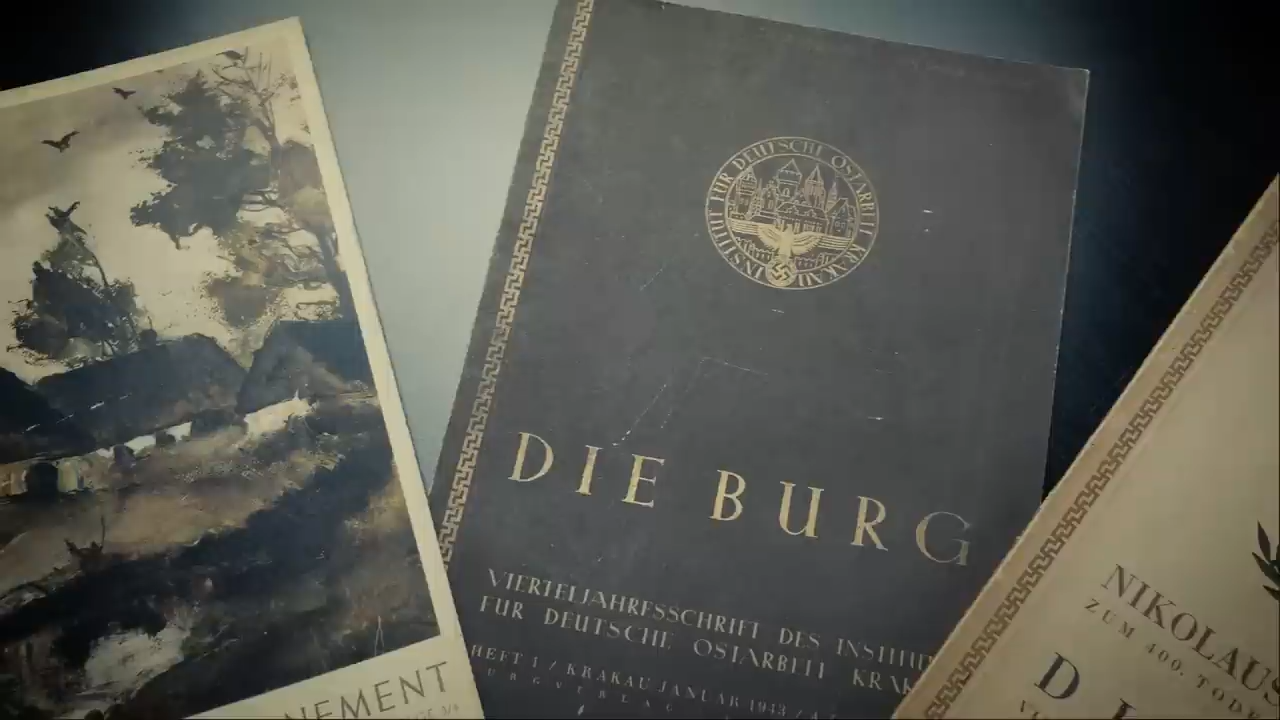 NEMENT
INSTITUT FÜR DEUTSCHE OSTARBEIT KRAKAU
DIE BURG
VIERTELJAHRESSCHRIFT DES INSTITU
FÜR DEUTSCHE OSTARBEIT KRAK
HEFT 1 / KRAKAU JANUAR 1943 /
BURGVERLAG
NIKOLAUS
ZUM 400. TODE
D